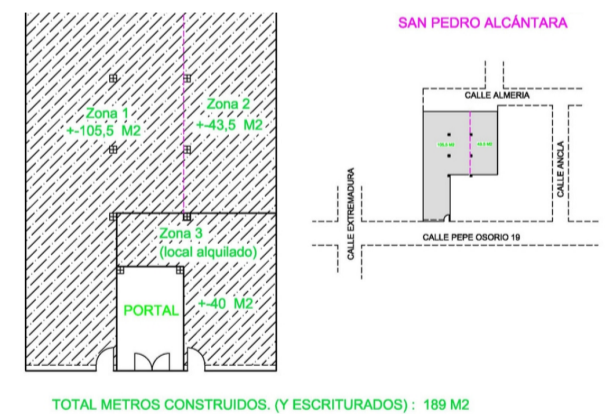 SAN PEDRO ALCÁNTARA
Zona 1
+-105,5 M2
Zona 2
+-43,5 M2
Zona 3
(local alquilado)
+-40 M2
PORTAL
CALLE ALMERIA
CALLE ANCLA
CALLE EXTREMADURA
CALLE PEPE OSORIO 19
TOTAL METROS CONSTRUIDOS. (Y ESCRITURADOS) : 189 M2